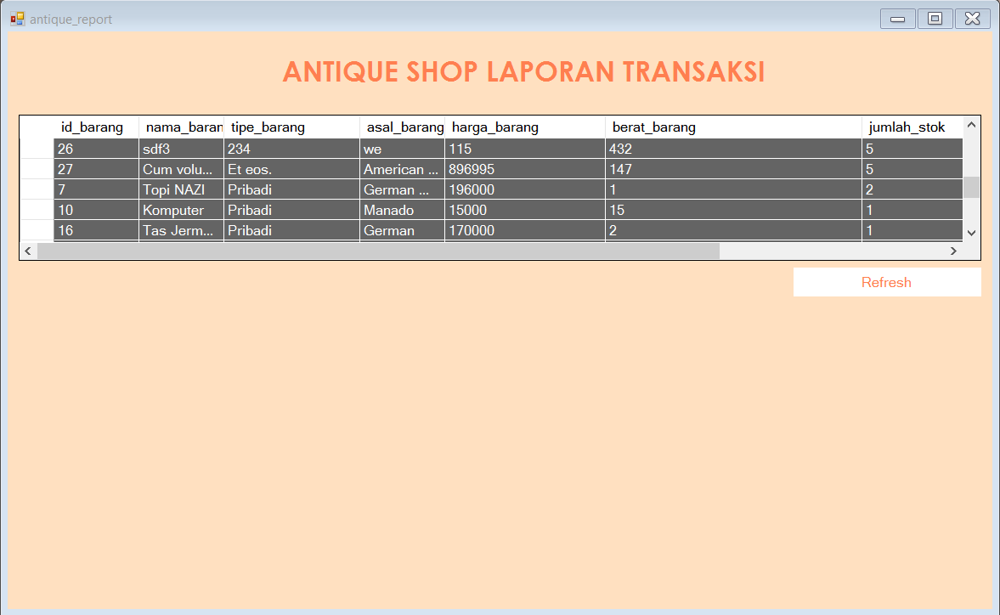 antique_report
ANTIQUE SHOP LAPORAN TRANSAKSI
id_barang nama_baran tipe_barang asal_barang harga_barang berat_barang jumlah_stok
26 sdf3 234 we 115 432 5
27 Cum volu... Et eos. American ... 896995 147 5
7 Topi NAZI Pribadi German ... 196000 1 2
10 Komputer Pribadi Manado 15000 15 1
16 Tas Jerm... Pribadi German 170000 2 1
Refresh